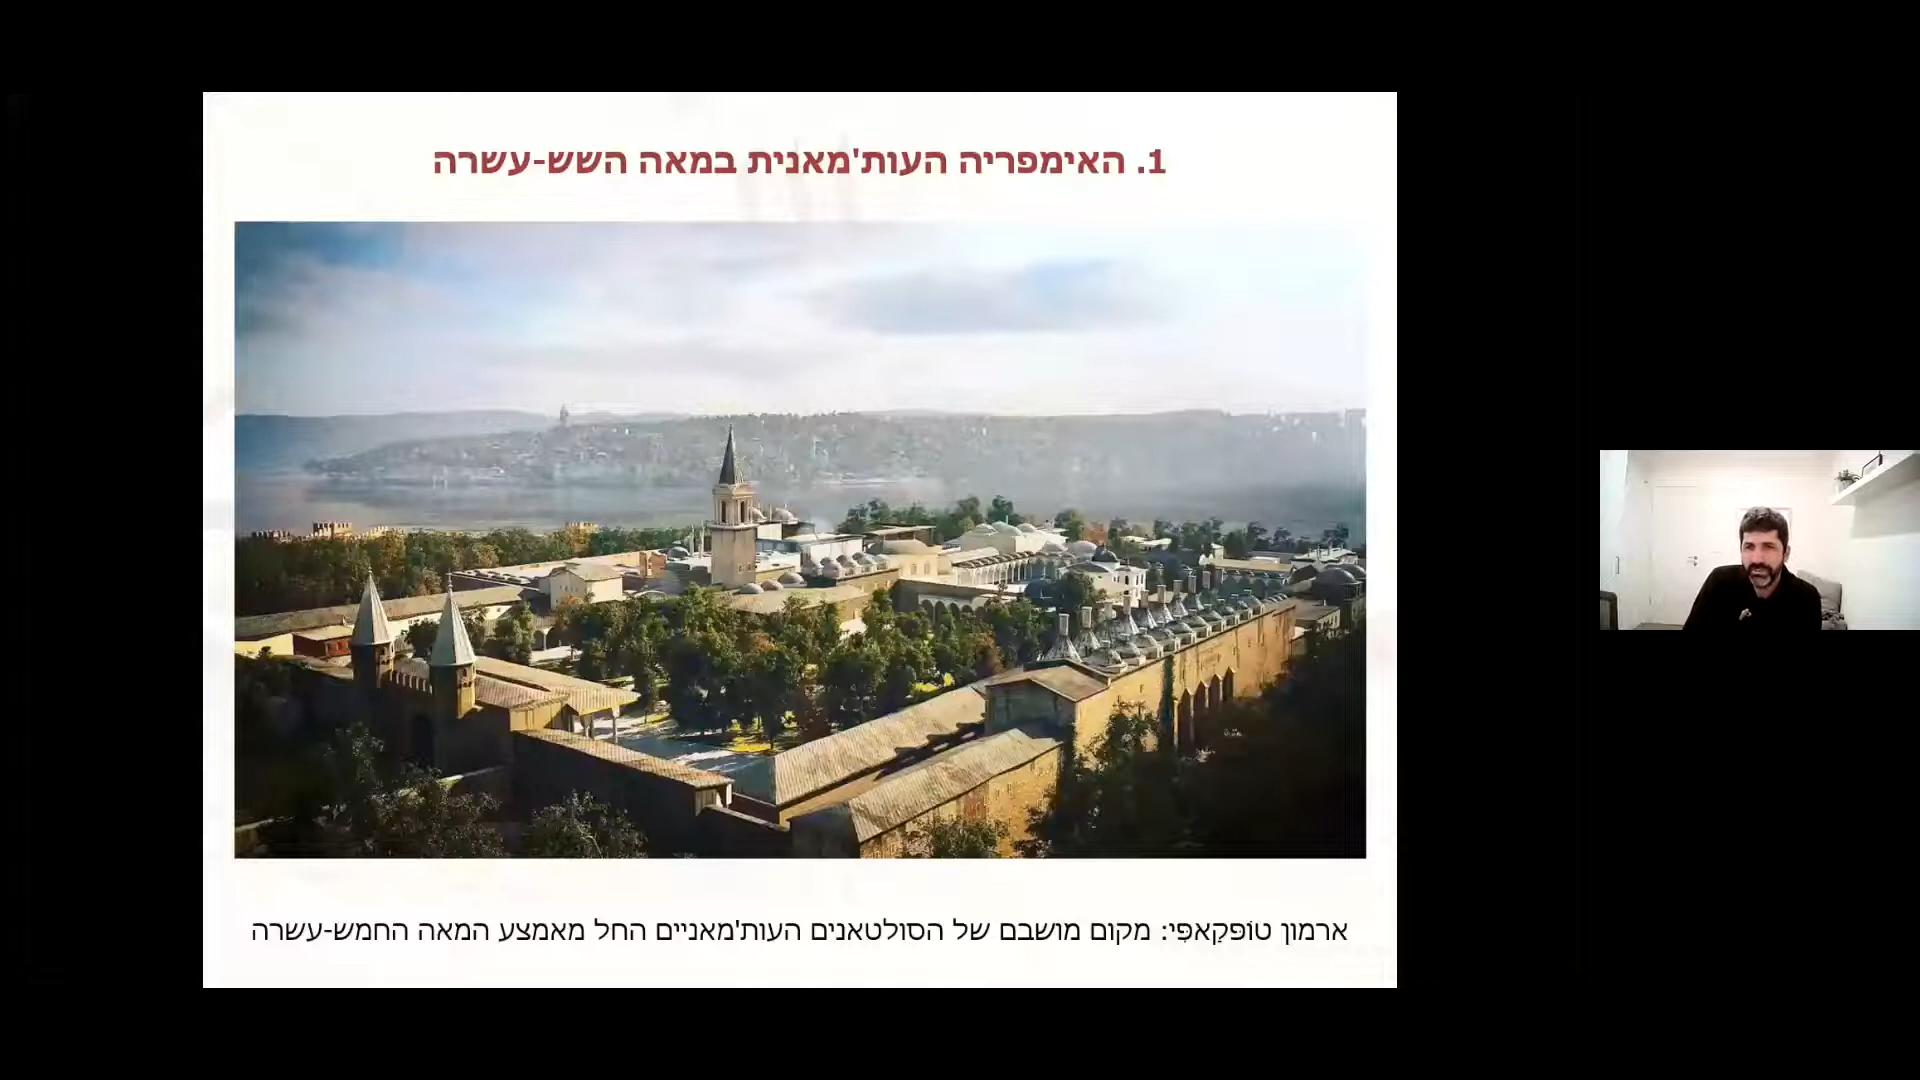 1. האימפריה העות'מאנית במאה השש-עשרה
ארמון טוֹפּקַאפִּי: מקום מושבם של הסולטאנים העות'מאניים החל מאמצע המאה החמש-עשרה